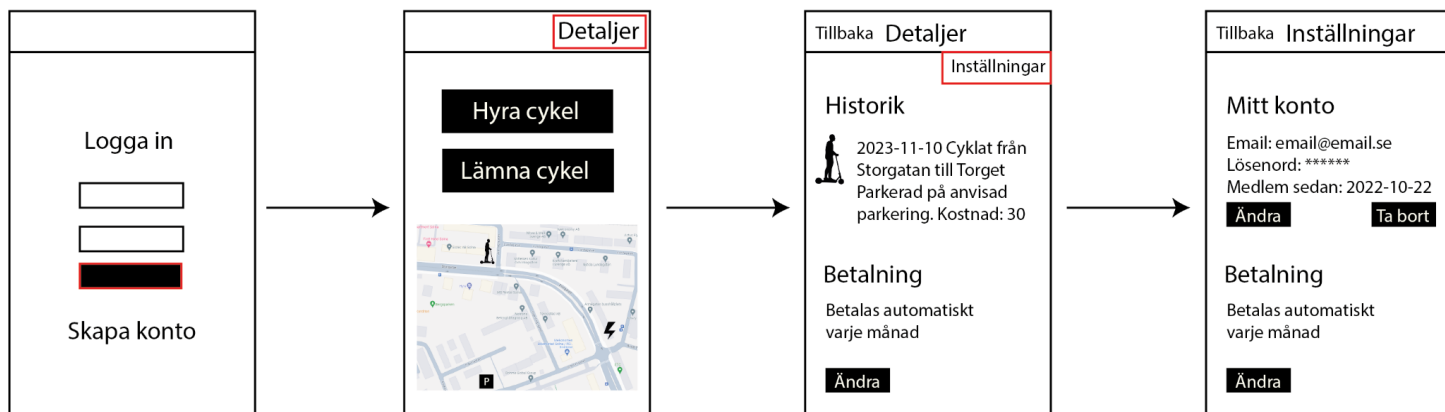 Logga in
Skapa konto
Detaljer
Hyra cykel
Lämna cykel
P
Tillbaka Detaljer
Inställningar
Historik
2023-11-10 Cyklat från
Storgatan till Torget
Parkerad på anvisad
parkering. Kostnad: 30
Betalning
Betalas automatiskt
varje månad
Ändra
Tillbaka Inställningar
Mitt konto
Email: email@email.se
Lösenord: ******
Medlem sedan: 2022-10-22
Ändra Ta bort
Betalning
Betalas automatiskt
varje månad
Ändra